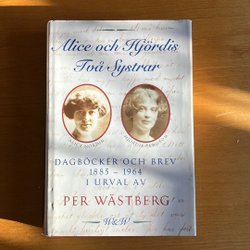 Alice och Hjördis
Två Systrar
DAGBÖCKER OCH BREV
1885 – 1964
I URVAL AV
PER WÄSTBERG
W&W